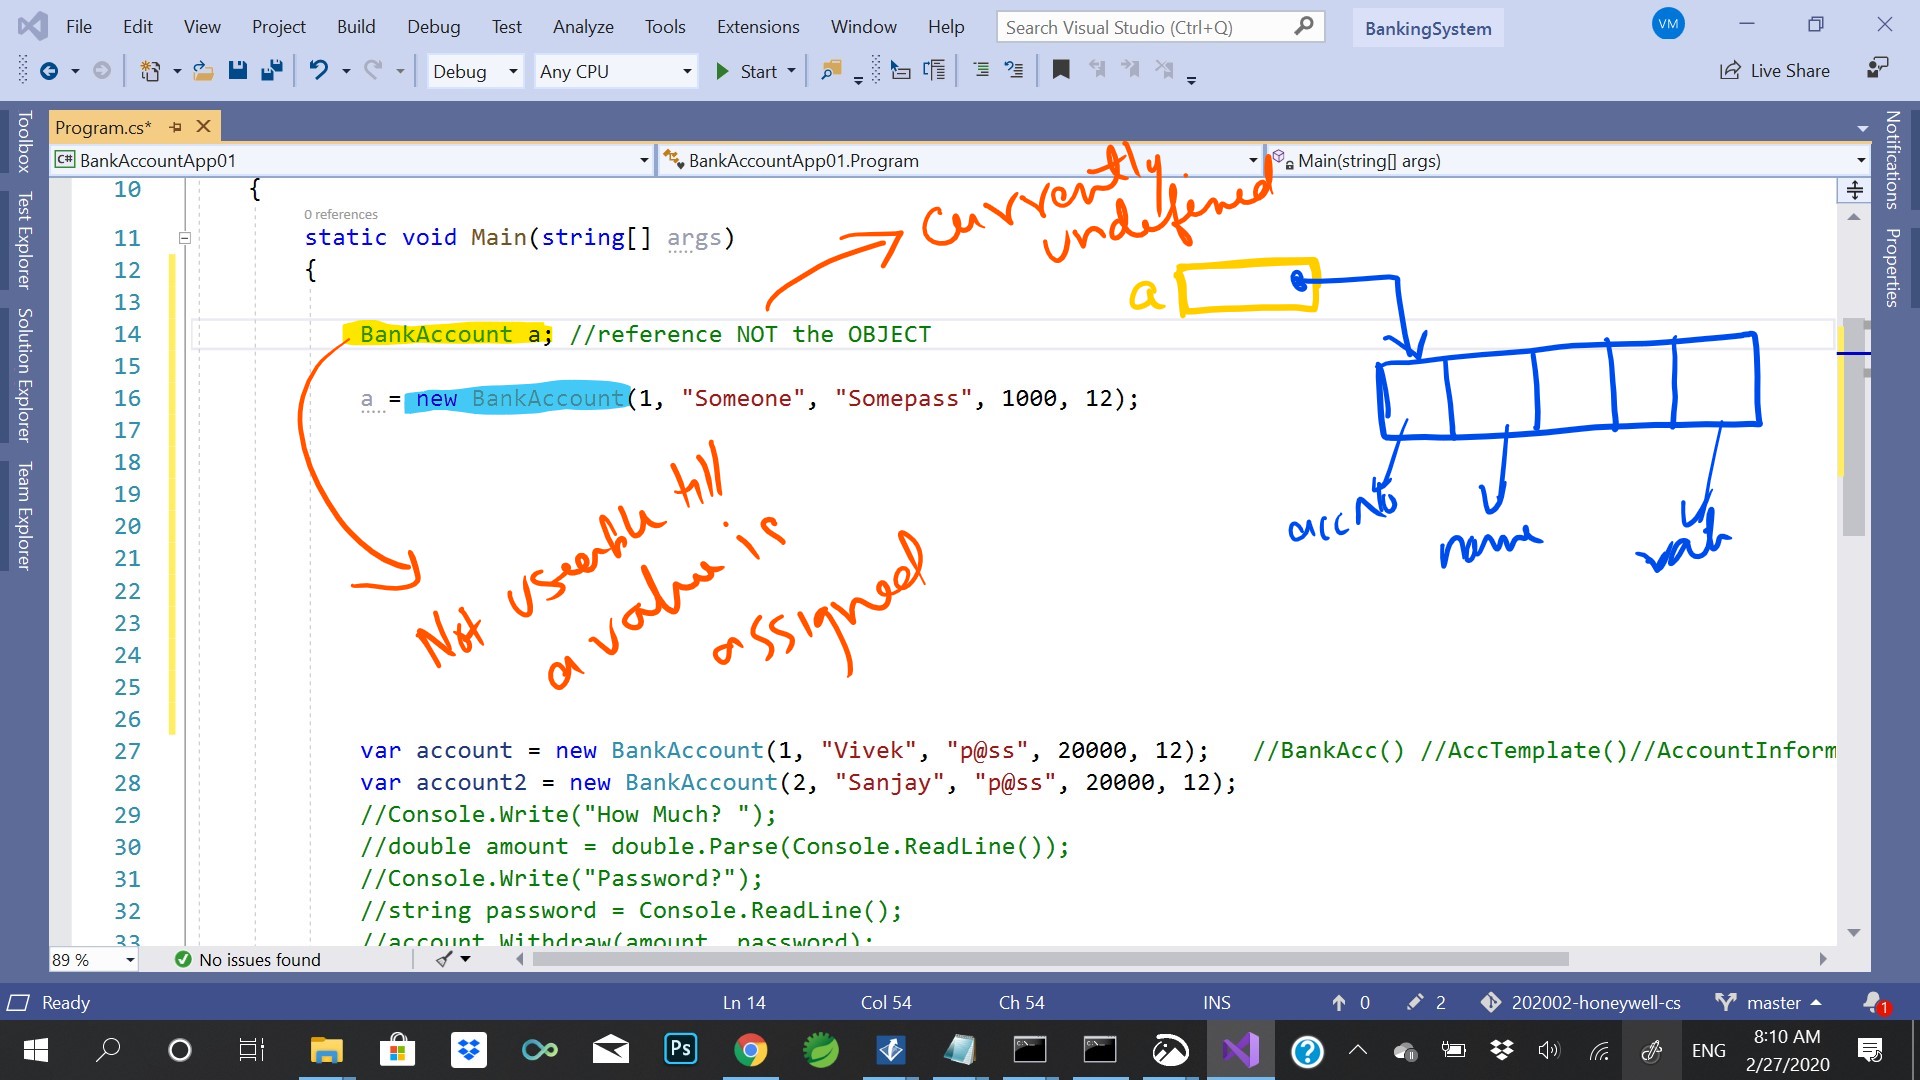 File Edit View Project Build Debug Test Analyze Tools Extensions Window Help Search Visual Studio (Ctrl+Q) BankingSystem VM
Debug Any CPU Start Live Share
Toolbox
Test Explorer
Solution Explorer
Team Explorer
Notifications
Properties
Program.cs*
C# BankAccountApp01 BankAccountApp01.Program Main(string[] args)
10 {
0 references
11 static void Main(string[] args)
12 {
13
14 BankAccount a; //reference NOT the OBJECT
15
16 a = new BankAccount(1, "Someone", "Somepass", 1000, 12);
17
18
19
20
21
22
23
24
25
26
27 var account = new BankAccount(1, "Vivek", "p@ss", 20000, 12); //BankAcc() //AccTemplate()//AccountInform
28 var account2 = new BankAccount(2, "Sanjay", "p@ss", 20000, 12);
29 //Console.Write("How Much? ");
30 //double amount = double.Parse(Console.ReadLine());
31 //Console.Write("Password?");
32 //string password = Console.ReadLine();
33 //account.Withdraw(amount, password);
currently
undefined
a
acc No
name
Not useable till
a value is
assigned
89 % No issues found
Ready Ln 14 Col 54 Ch 54 INS 0 2 202002-honeywell-cs master 1
Ps ENG 8:10 AM
2/27/2020